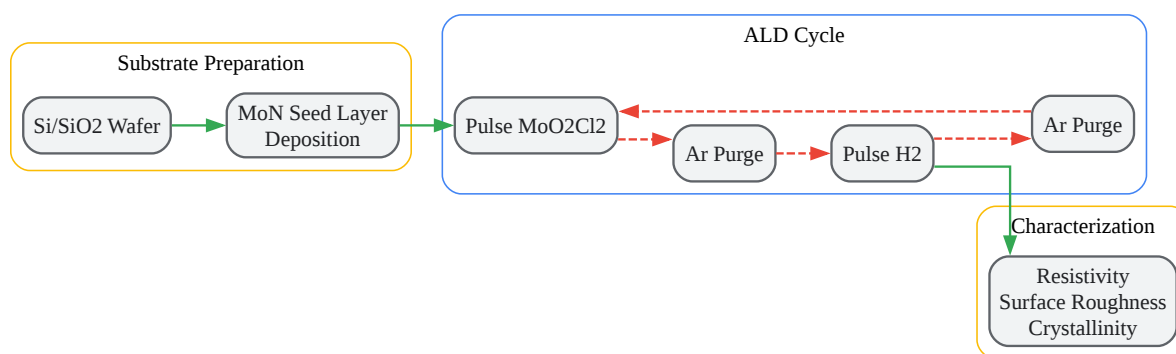 Substrate Preparation
Si/SiO2 Wafer
MoN Seed Layer
Deposition
ALD Cycle
Pulse MoO2Cl2
Ar Purge
Pulse H2
Ar Purge
Characterization
Resistivity
Surface Roughness
Crystallinity